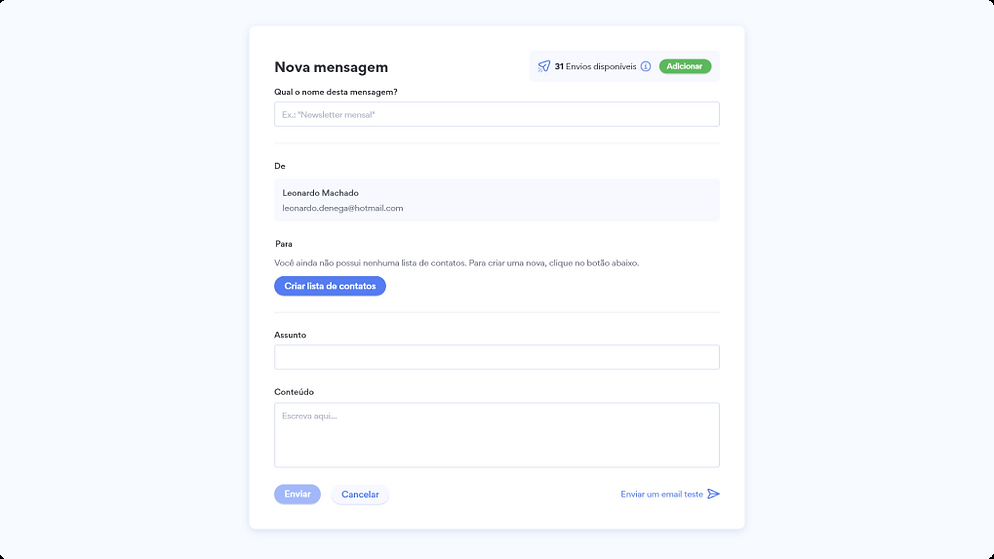 Nova mensagem
31 Envios disponíveis
Adicionar
Qual o nome desta mensagem?
Ex.: "Newsletter mensal"
De
Leonardo Machado
leonardo.denega@hotmail.com
Para
Você ainda não possui nenhuma lista de contatos. Para criar uma nova, clique no botão abaixo.
Criar lista de contatos
Assunto
Conteúdo
Escreva aqui...
Enviar
Cancelar
Enviar um email teste